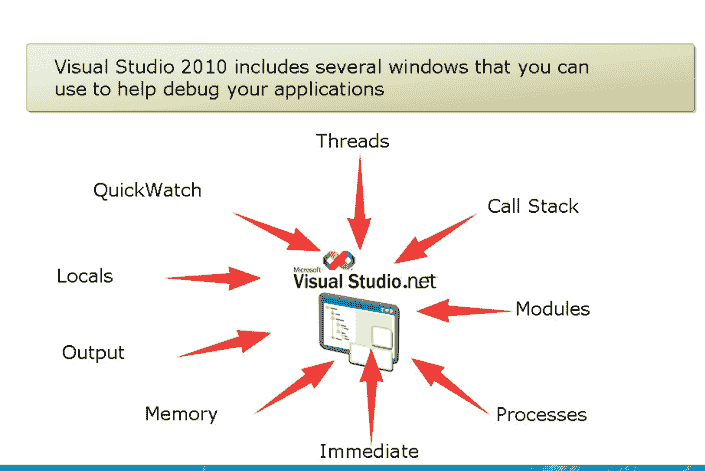 Visual Studio 2010 includes several windows that you can
use to help debug your applications
Threads
QuickWatch
Call Stack
Locals
Microsoft
Visual Studio.net
Modules
Output
Memory
Processes
Immediate